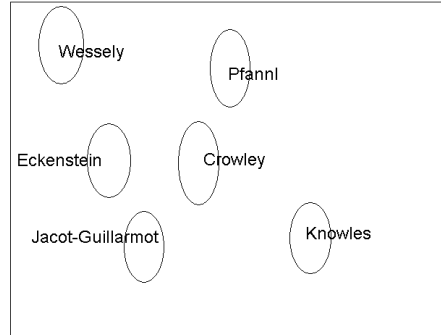 Wessely
Pfannl
Eckenstein
Crowley
Jacot-Guillarmot
Knowles